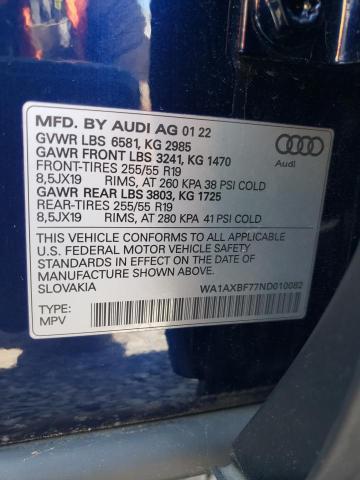 MFD. BY AUDI AG 01 22
GVWR LBS 6581, KG 2985
GAWR FRONT LBS 3241, KG 1470
FRONT-TIRES 255/55 R19
8,5JX19 RIMS, AT 260 KPA 38 PSI COLD
GAWR REAR LBS 3803, KG 1725
REAR-TIRES 255/55 R19
8,5JX19 RIMS, AT 280 KPA 41 PSI COLD
Audi
THIS VEHICLE CONFORMS TO ALL APPLICABLE
U.S. FEDERAL MOTOR VEHICLE SAFETY
STANDARDS IN EFFECT ON THE DATE OF
MANUFACTURE SHOWN ABOVE.
SLOVAKIA WA1AXBF77ND010082
TYPE:
MPV